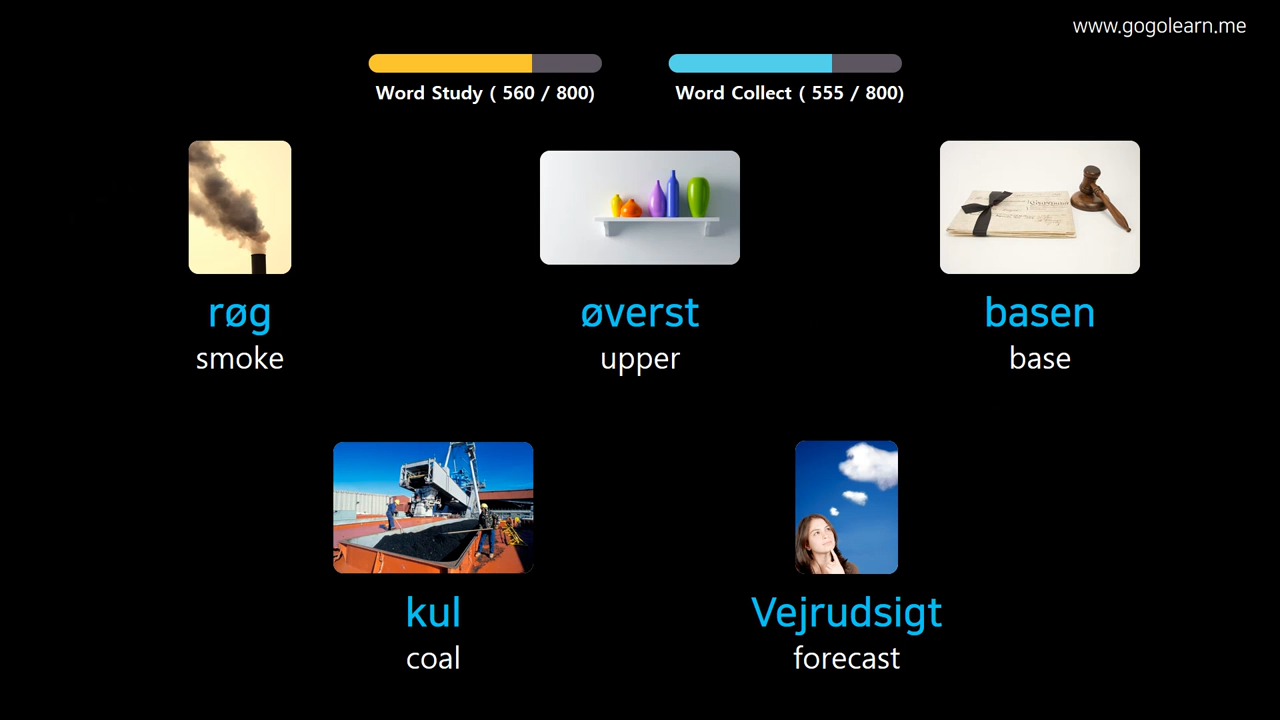 www.gogolearn.me
Word Study ( 560 / 800)
Word Collect ( 555 / 800)
røg
smoke
øverst
upper
basen
base
kul
coal
Vejrudsigt
forecast